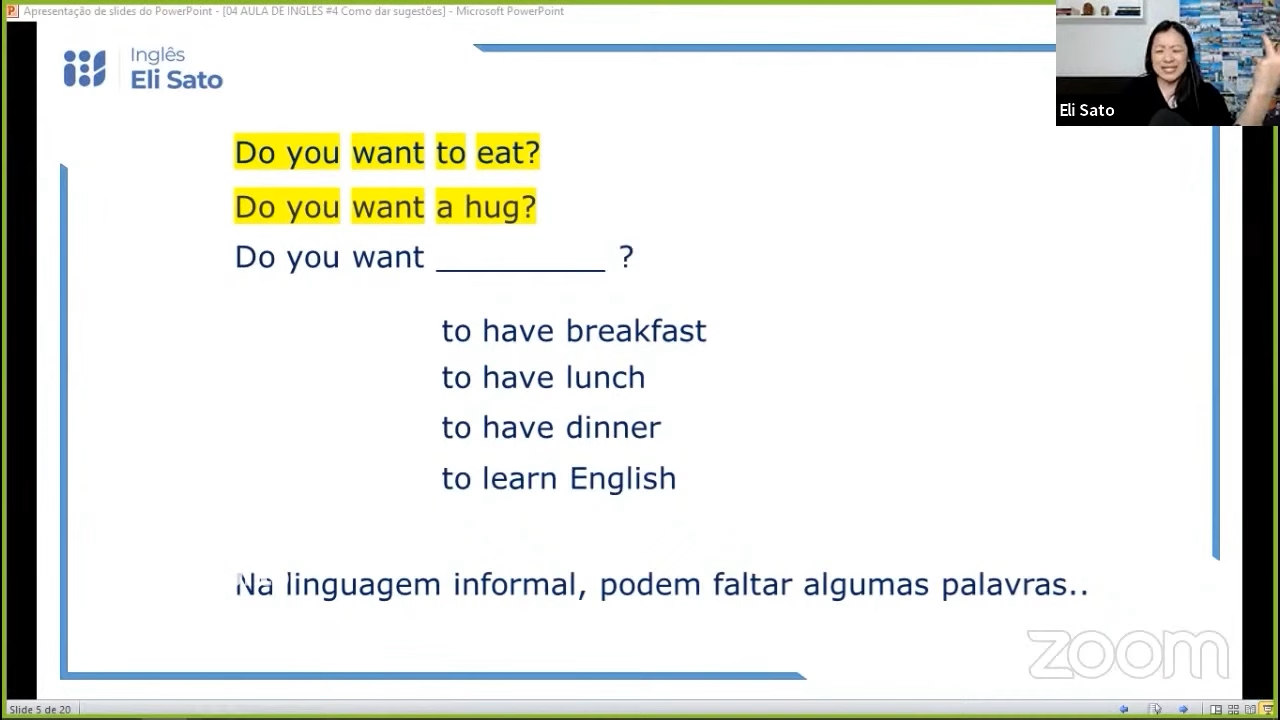 Apresentação de slides do PowerPoint - [04 AULA DE INGLÊS #4 Como dar sugestões] - Microsoft PowerPoint
Inglês
Eli Sato
Eli Sato
Do you want to eat?
Do you want a hug?
Do you want __________ ?
to have breakfast
to have lunch
to have dinner
to learn English
Na linguagem informal, podem faltar algumas palavras..
zoom
Slide 5 de 20